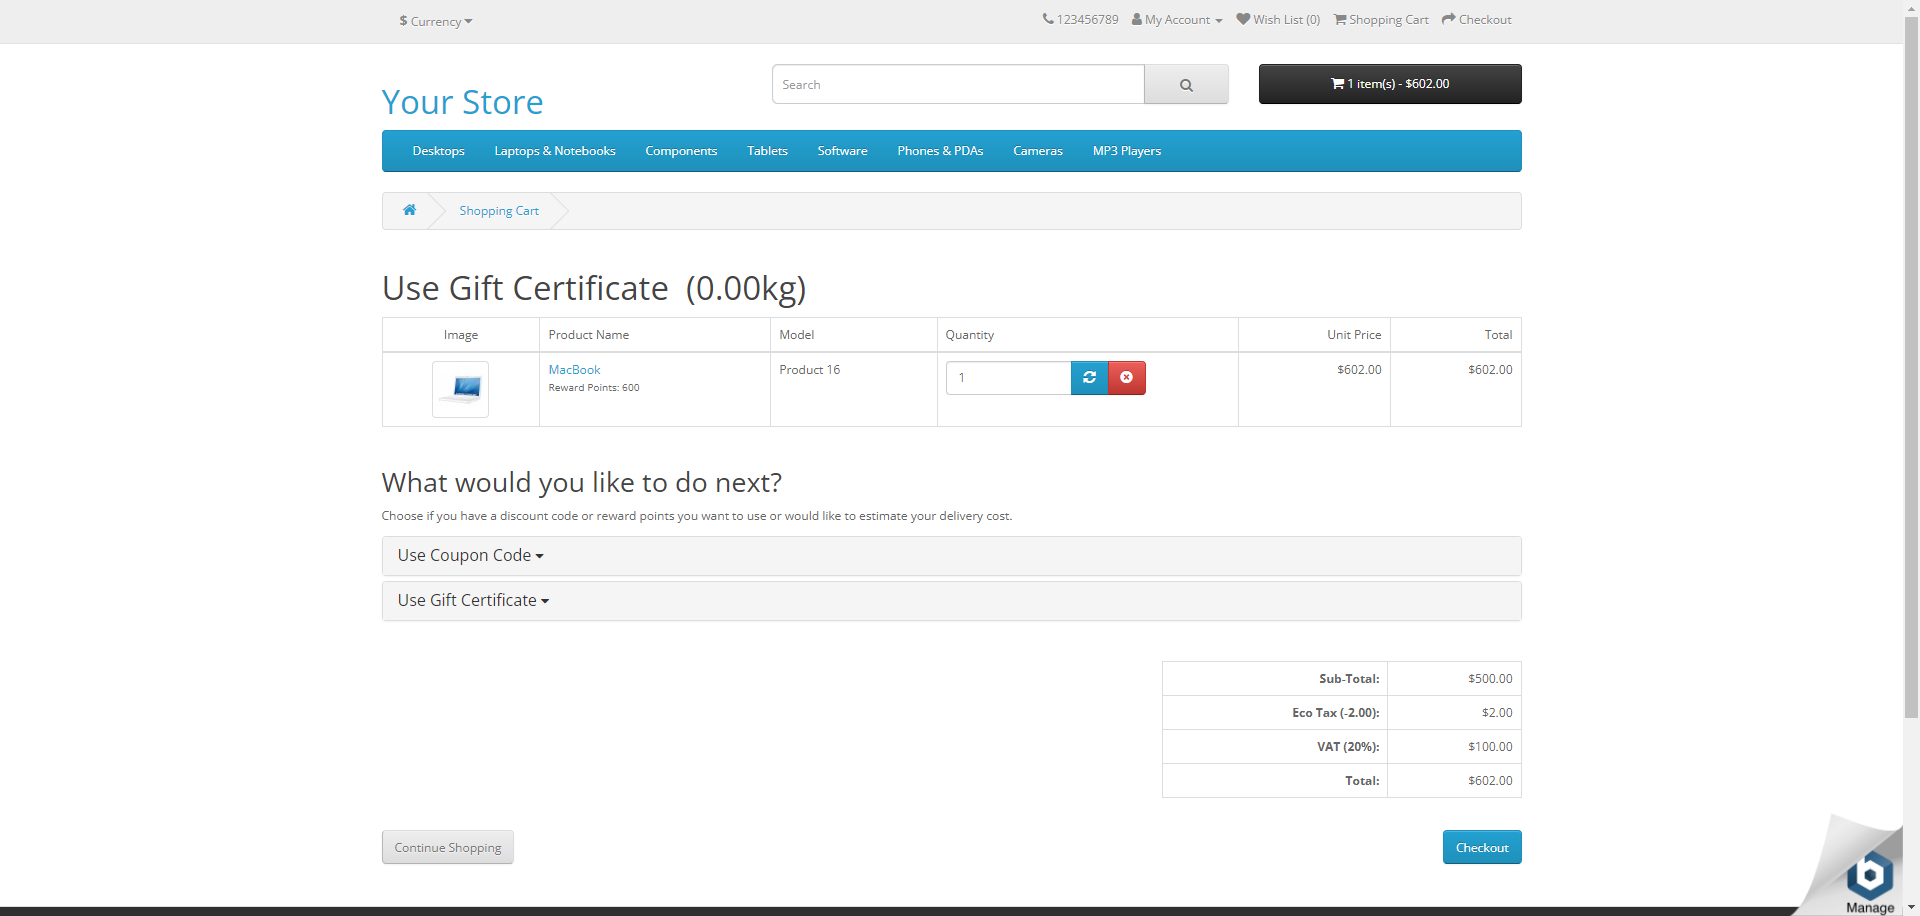 $ Currency
123456789 My Account Wish List (0) Shopping Cart Checkout
Your Store
Search
1 item(s) - $602.00
Desktops Laptops & Notebooks Components Tablets Software Phones & PDAs Cameras MP3 Players
Shopping Cart
Use Gift Certificate (0.00kg)
Image Product Name Model Quantity Unit Price Total
MacBook Product 16 1 $602.00 $602.00
Reward Points: 600
What would you like to do next?
Choose if you have a discount code or reward points you want to use or would like to estimate your delivery cost.
Use Coupon Code
Use Gift Certificate
Sub-Total: $500.00
Eco Tax (-2.00): $2.00
VAT (20%): $100.00
Total: $602.00
Continue Shopping Checkout
b
Manage